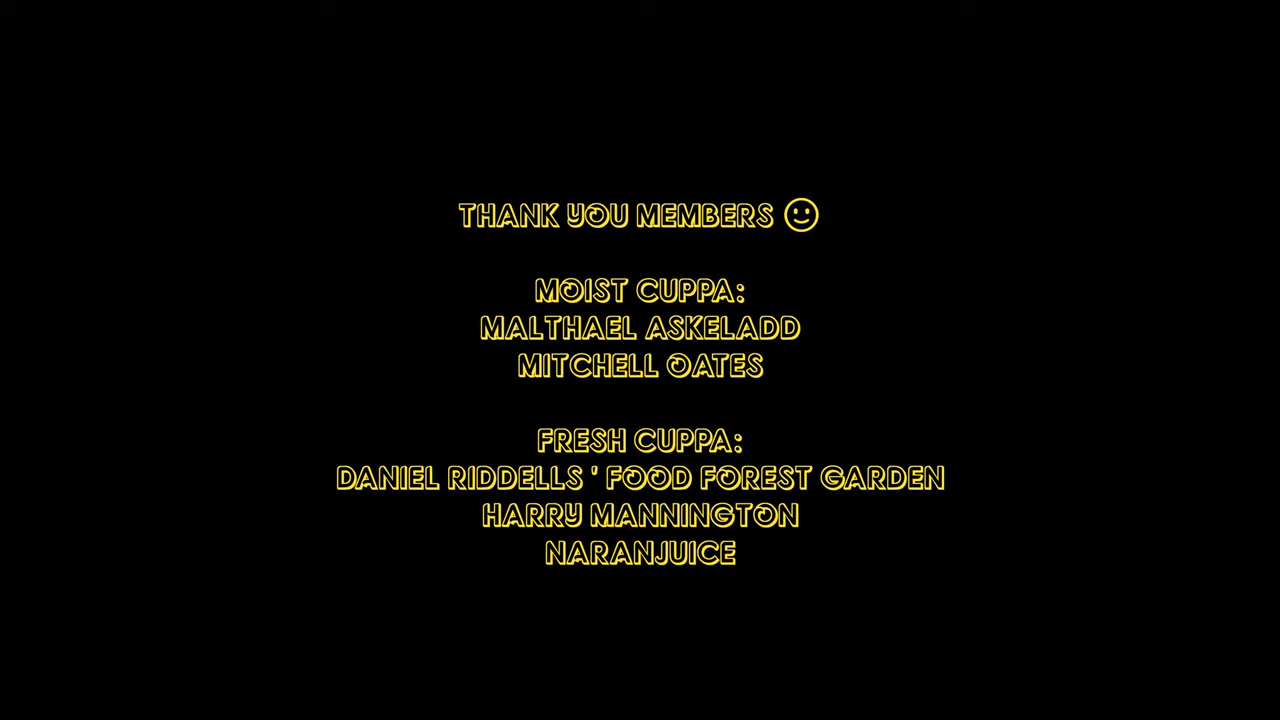 THANK YOU MEMBERS ☺
MOIST CUPPA:
MALTHAEL ASKELADD
MITCHELL OATES
FRESH CUPPA:
DANIEL RIDDELLS ' FOOD FOREST GARDEN
HARRY MANNINGTON
NARANJUICE